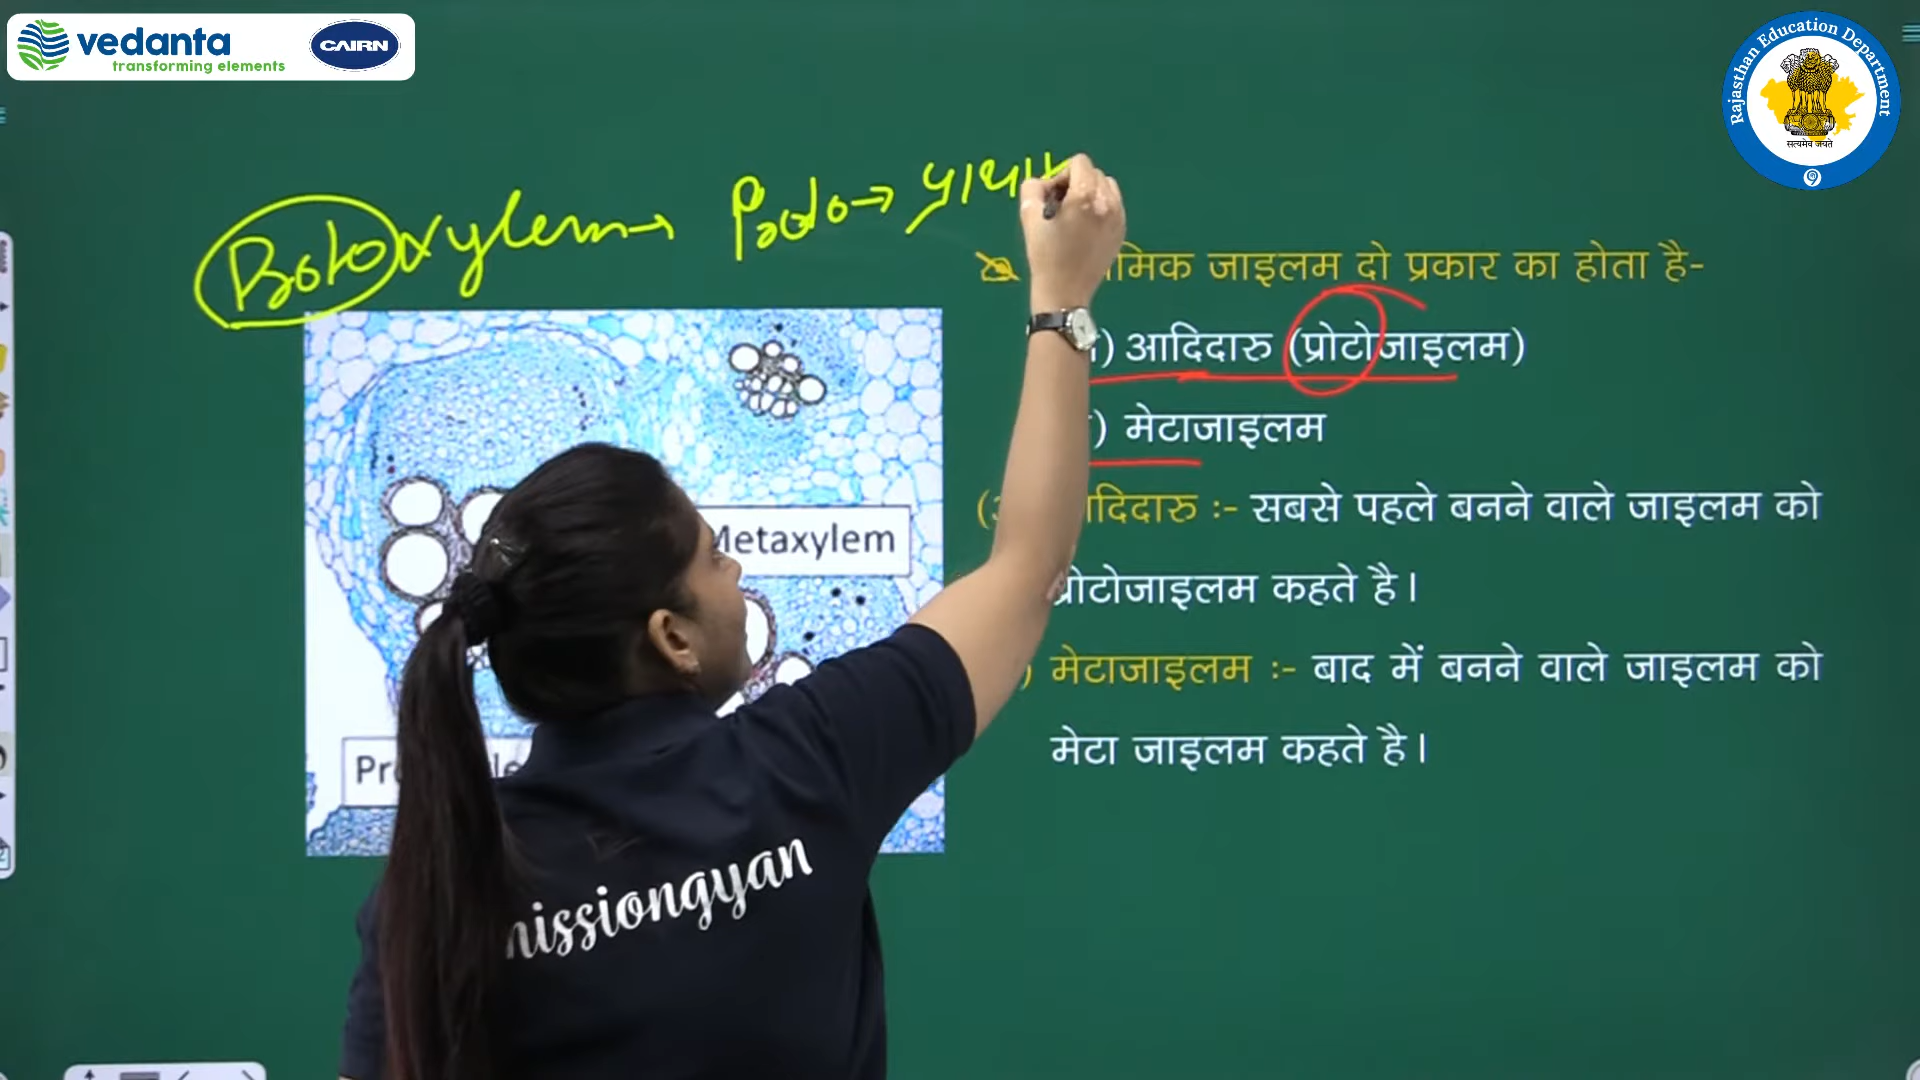 vedanta
transforming elements
CAIRN
Rajasthan Education Department
सत्यमेव जयते
Protoxylem → Proto →
जाइलम दो प्रकार का होता है-
आदिदारु (प्रोटोजाइलम)
मेटाजाइलम
सबसे पहले बनने वाले जाइलम को
प्रोटोजाइलम कहते है।
मेटाजाइलम :- बाद में बनने वाले जाइलम को
मेटा जाइलम कहते है।
Metaxylem
missiongyan